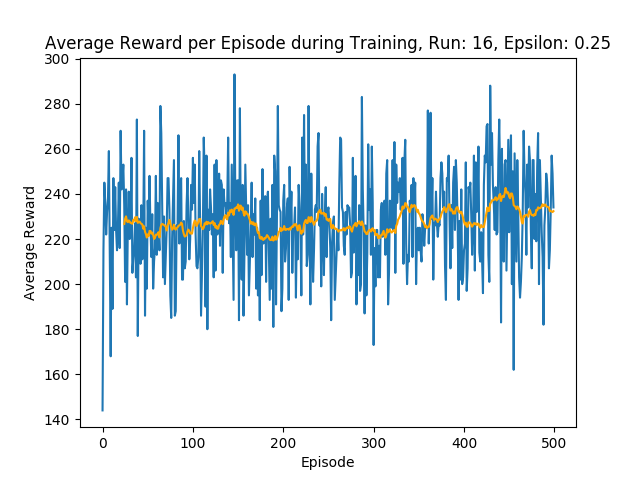 Average Reward per Episode during Training, Run: 16, Epsilon: 0.25
300
280
260
240
220
200
180
160
140
Average Reward
0 100 200 300 400 500
Episode